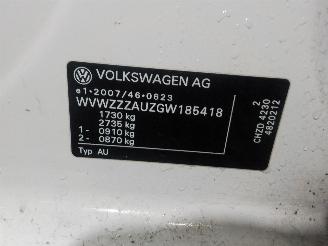 VOLKSWAGEN AG
e1*2007/46*0623
WVWZZZAUZGW185418
1730 kg
2735 kg
1- 0910 kg
2- 0870 kg
Typ AU
2
CHZD 4230
4820212